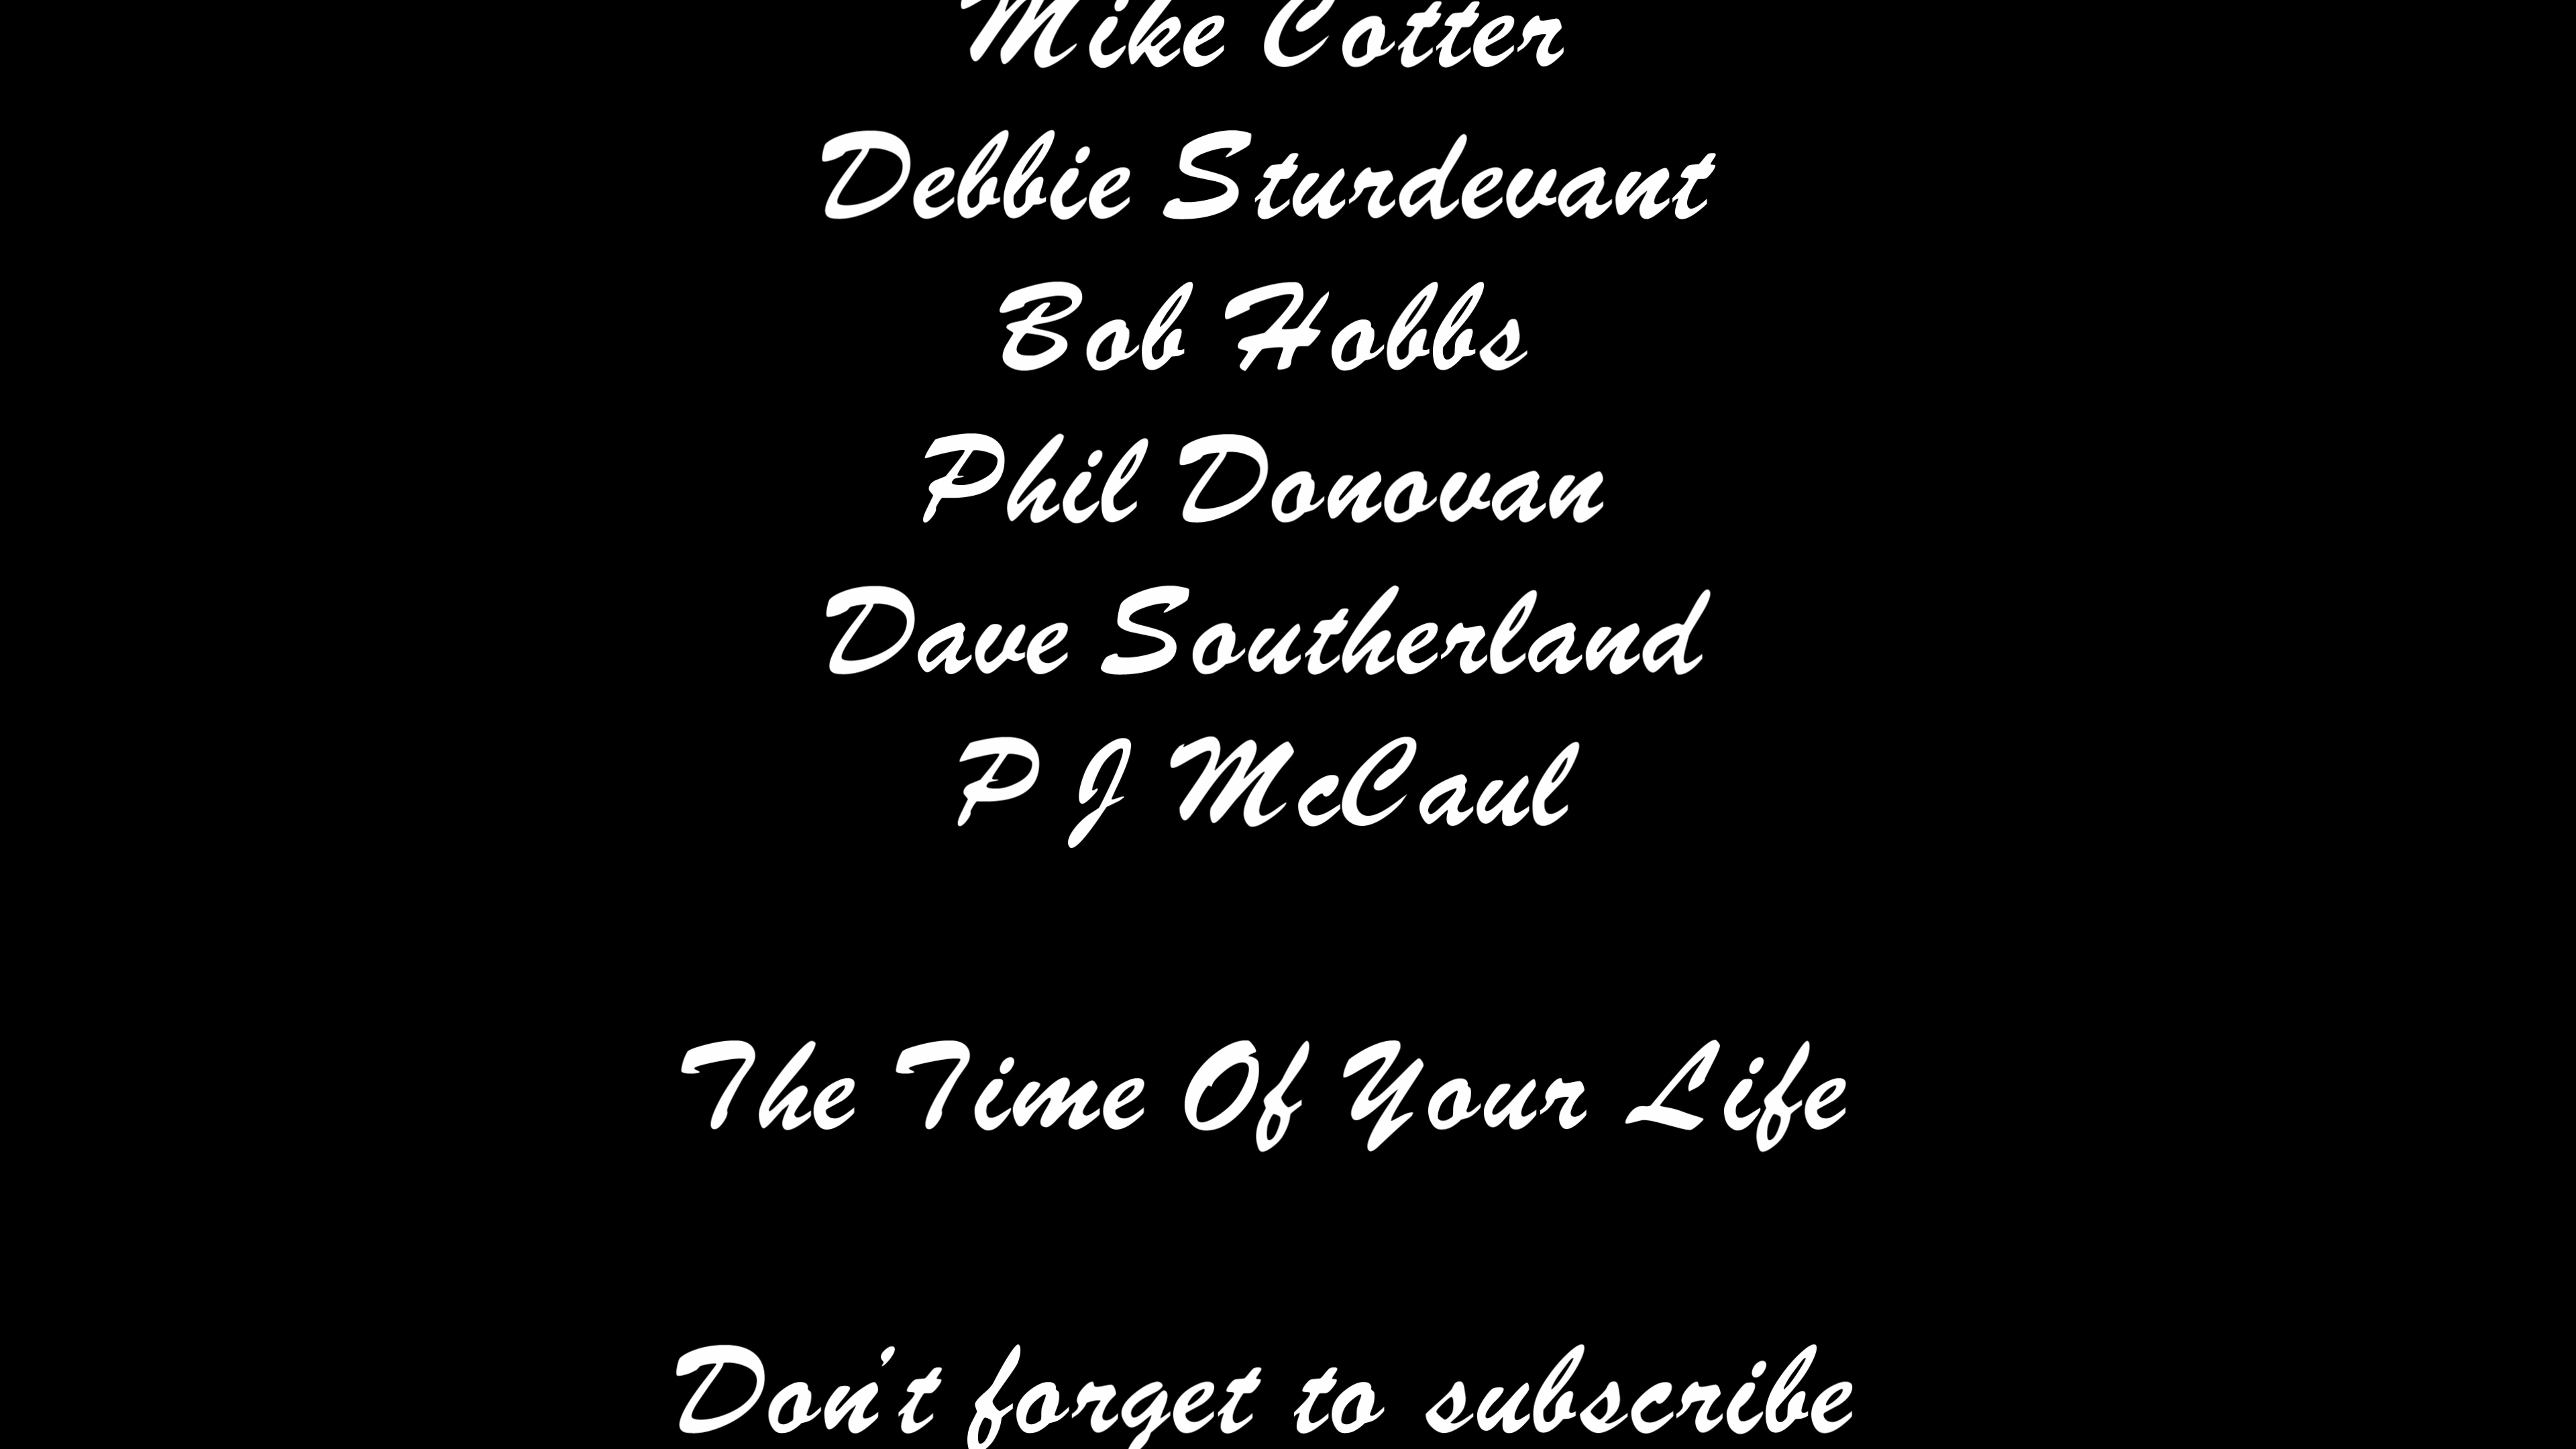 Mike Cotter
Debbie Sturdevant
Bob Hobbs
Phil Donovan
Dave Southerland
P J McCaul
The Time Of Your Life
Don't forget to subscribe